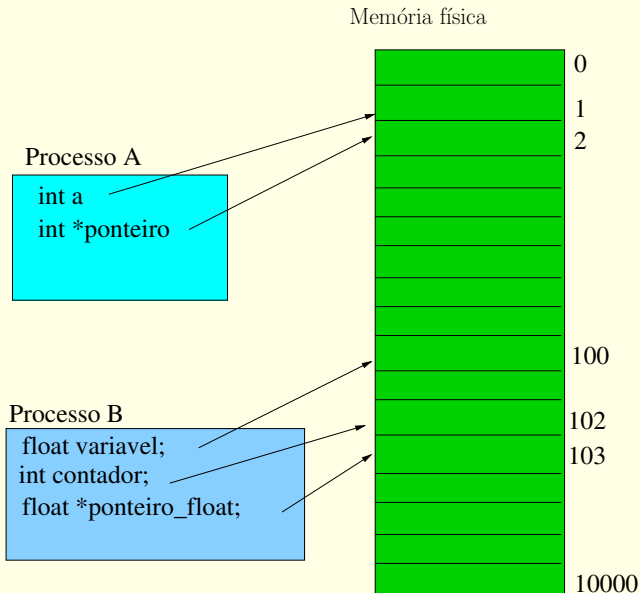 Memória física
0
1
2
Processo A
int a
int *ponteiro
100
Processo B
102
float variavel;
int contador;
103
float *ponteiro_float;
10000